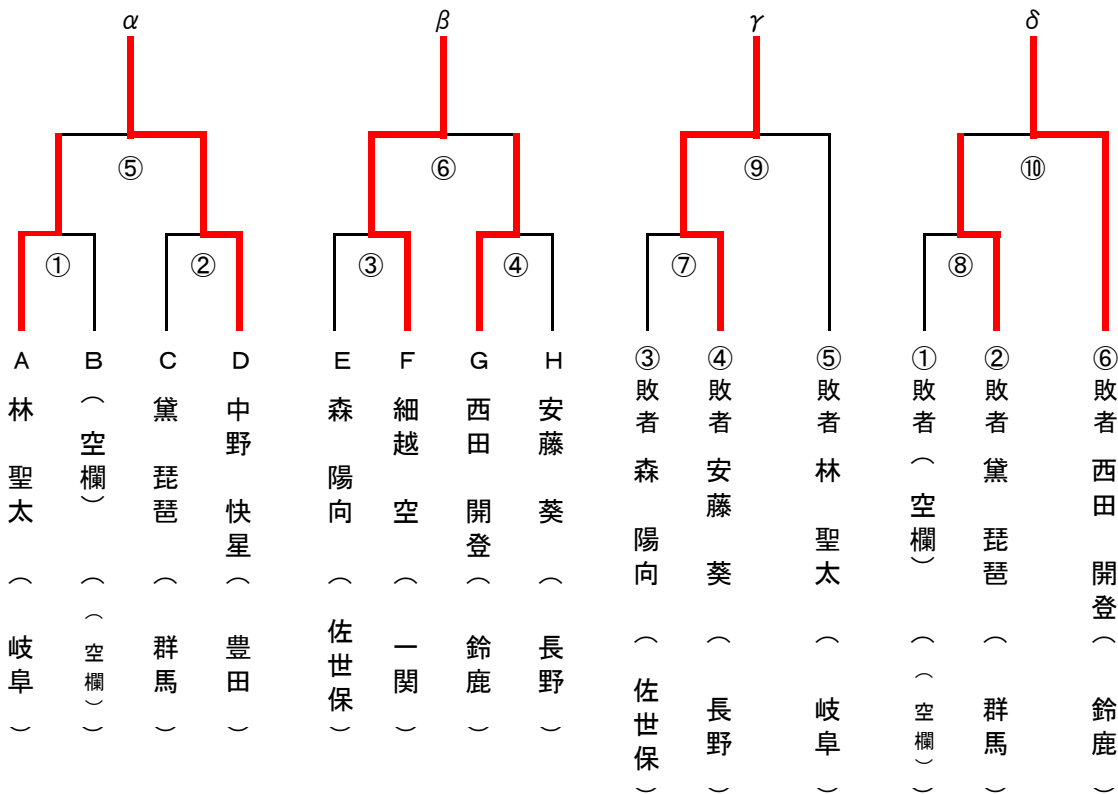 α
β
γ
δ
⑤
⑥
⑨
⑩
①
②
③
④
⑦
⑧
A 林 聖太 （岐阜）
B （空欄） （（空欄））
C 黛 琵琶 （群馬）
D 中野 快星 （豊田）
E 森 陽向 （佐世保）
F 細越 空 （一関）
G 西田 開登 （鈴鹿）
H 安藤 葵 （長野）
③敗者 森 陽向 （佐世保）
④敗者 安藤 葵 （長野）
⑤敗者 林 聖太 （岐阜）
①敗者 （空欄） （（空欄））
②敗者 黛 琵琶 （群馬）
⑥敗者 西田 開登 （鈴鹿）